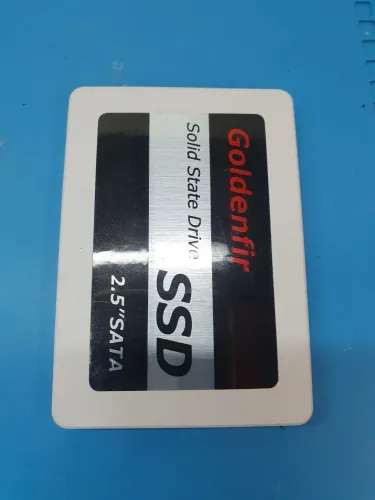 Goldenfir
Solid State Drive
SSD
2.5"SATA